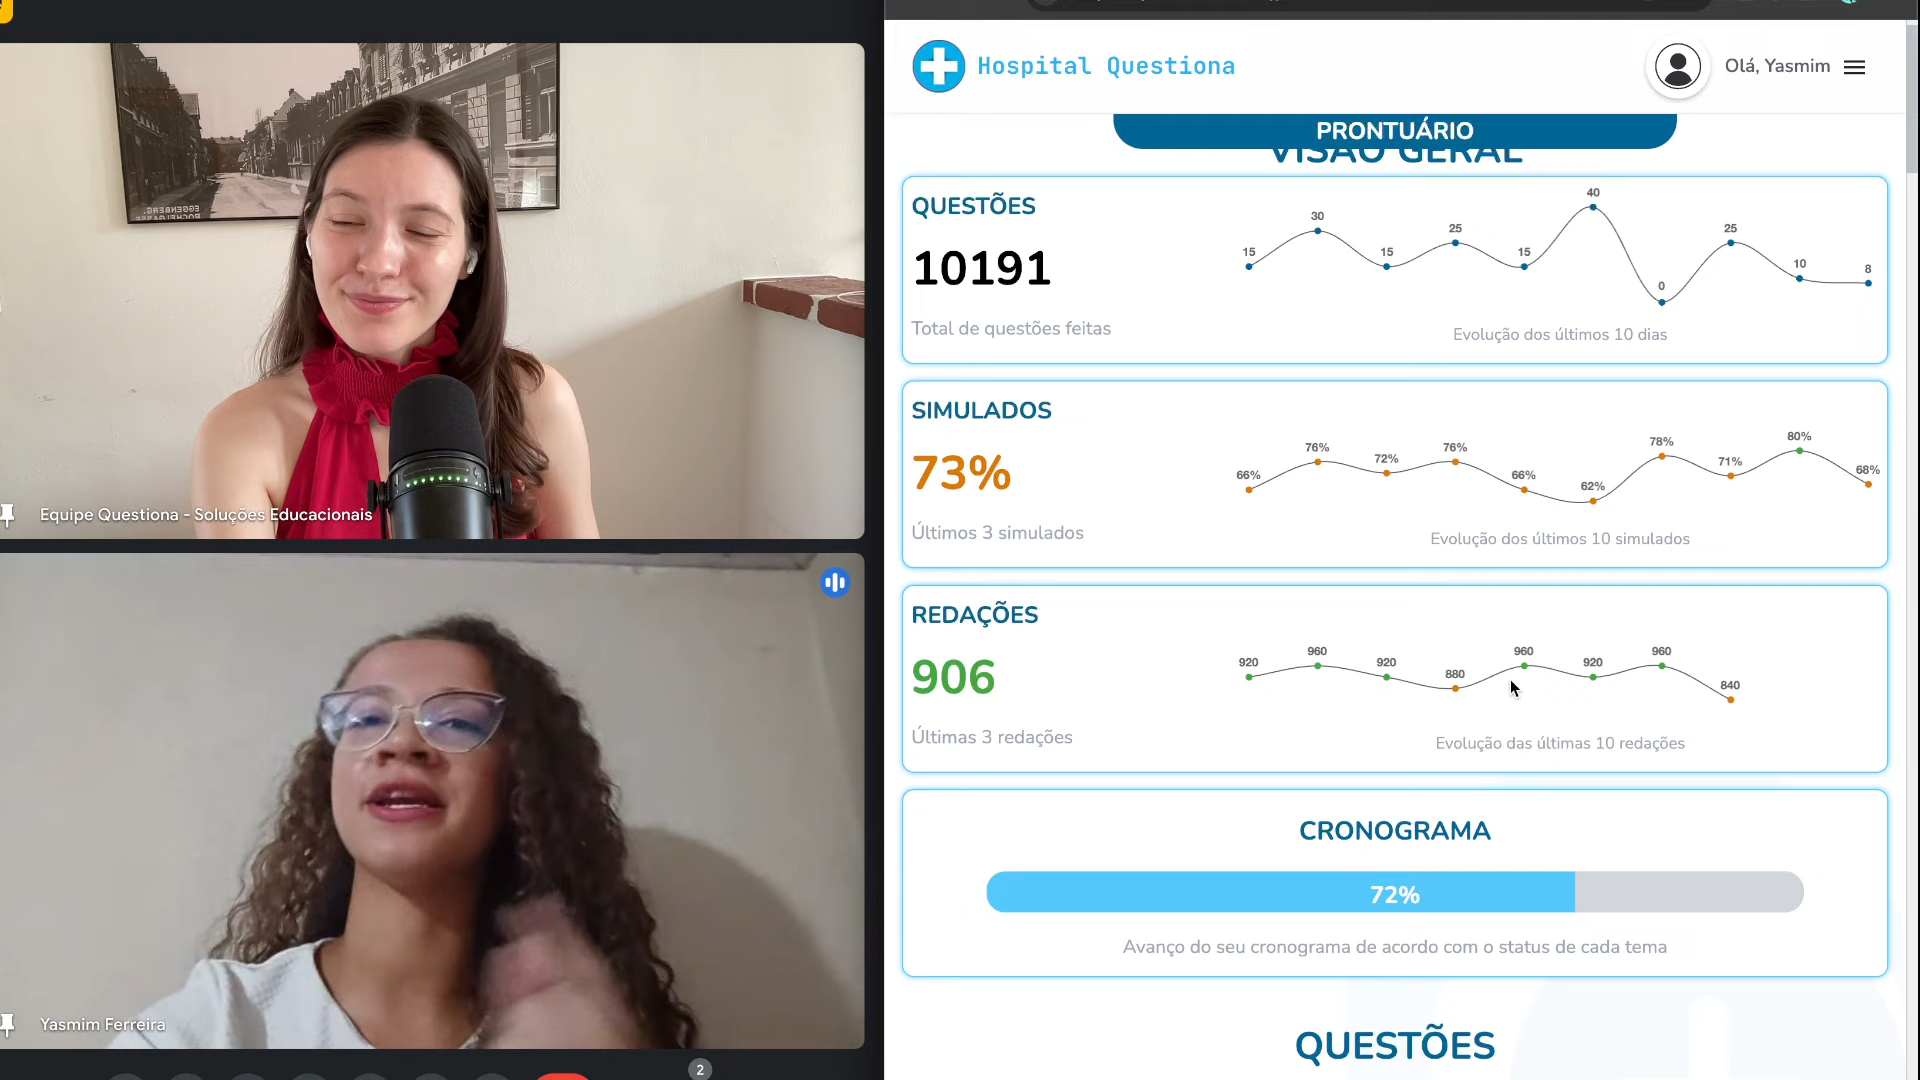 Hospital Questiona
Olá, Yasmim
PRONTUÁRIO
VISÃO GERAL
QUESTÕES
10191
Total de questões feitas
15
30
15
25
15
40
0
25
10
8
Evolução dos últimos 10 dias
SIMULADOS
73%
Últimos 3 simulados
66%
76%
72%
76%
66%
62%
78%
71%
80%
68%
Evolução dos últimos 10 simulados
REDAÇÕES
906
Últimas 3 redações
920
960
920
880
960
920
960
840
Evolução das últimas 10 redações
CRONOGRAMA
72%
Avanço do seu cronograma de acordo com o status de cada tema
QUESTÕES
Equipe Questiona - Soluções Educacionais
Yasmim Ferreira
2